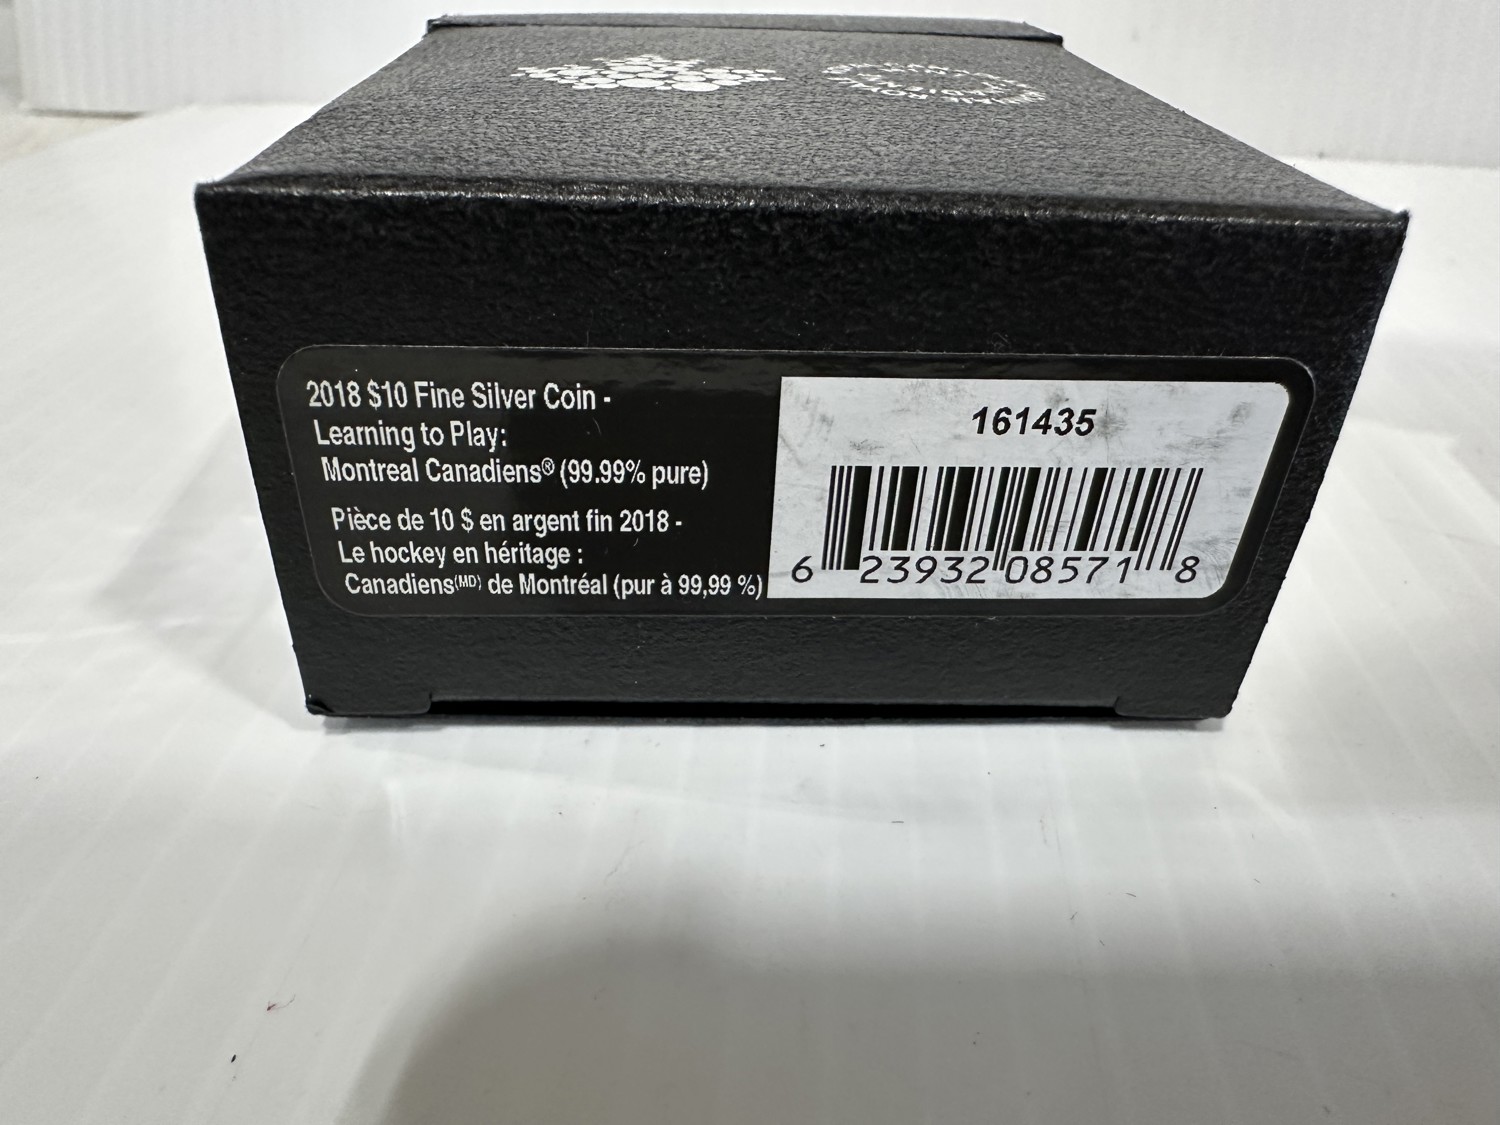 2018 $10 Fine Silver Coin -
Learning to Play:
Montreal Canadiens® (99.99% pure)
Pièce de 10 $ en argent fin 2018 -
Le hockey en héritage :
Canadiens(MD) de Montréal (pur à 99,99 %)
161435
6 23932 08571 8